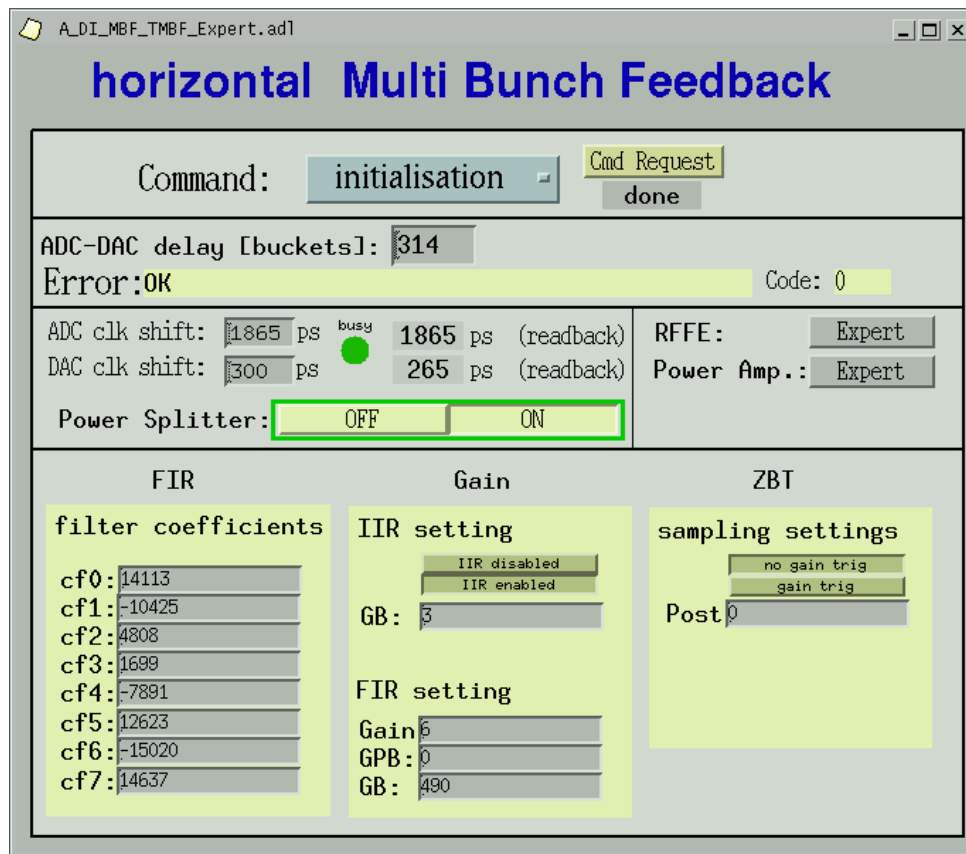 A_DI_MBF_TMBF_Expert.adl
horizontal Multi Bunch Feedback
Command: initialisation Cmd Request
done
ADC-DAC delay [buckets]: 314
Error: OK Code: 0
ADC clk shift: 1865 ps busy 1865 ps (readback) RFFE: Expert
DAC clk shift: 300 ps 265 ps (readback) Power Amp.: Expert
Power Splitter: OFF ON
FIR Gain ZBT
filter coefficients
cf0: 14113
cf1: -10425
cf2: 4808
cf3: 1699
cf4: -7891
cf5: 12623
cf6: -15020
cf7: 14637
IIR setting
IIR disabled
IIR enabled
GB: 3
FIR setting
Gain 6
GPB: 0
GB: 490
sampling settings
no gain trig
gain trig
Post 0